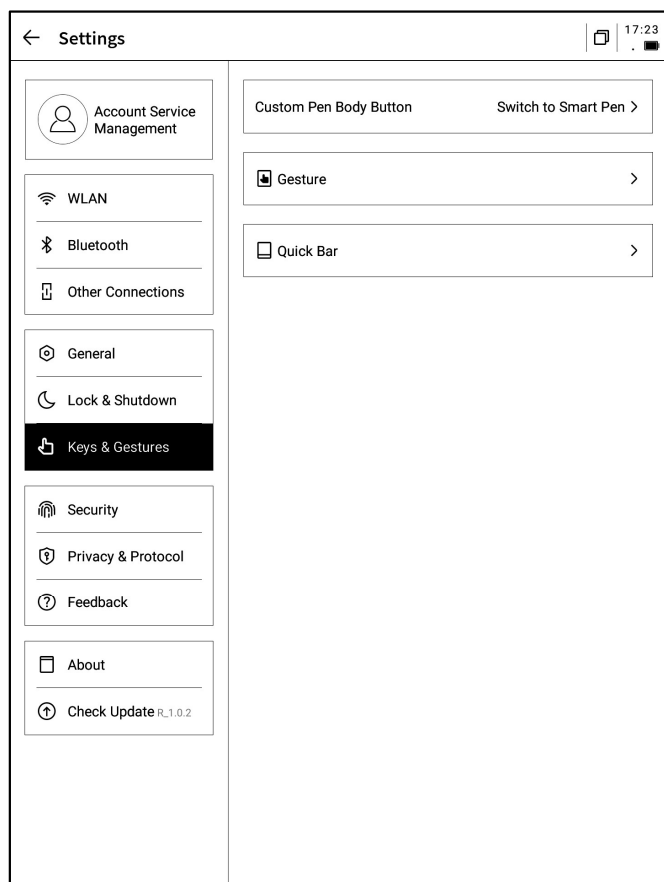 Settings
17:23
Account Service
Management
WLAN
Bluetooth
Other Connections
General
Lock & Shutdown
Keys & Gestures
Security
Privacy & Protocol
Feedback
About
Check Update R_1.0.2
Custom Pen Body Button Switch to Smart Pen >
Gesture >
Quick Bar >